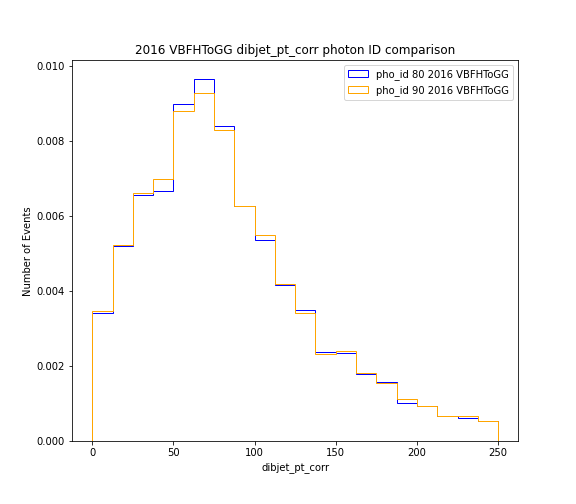 2016 VBFHToGG dibjet_pt_corr photon ID comparison
pho_id 80 2016 VBFHToGG
pho_id 90 2016 VBFHToGG
Number of Events
0.010
0.008
0.006
0.004
0.002
0.000
0
50
100
150
200
250
dibjet_pt_corr